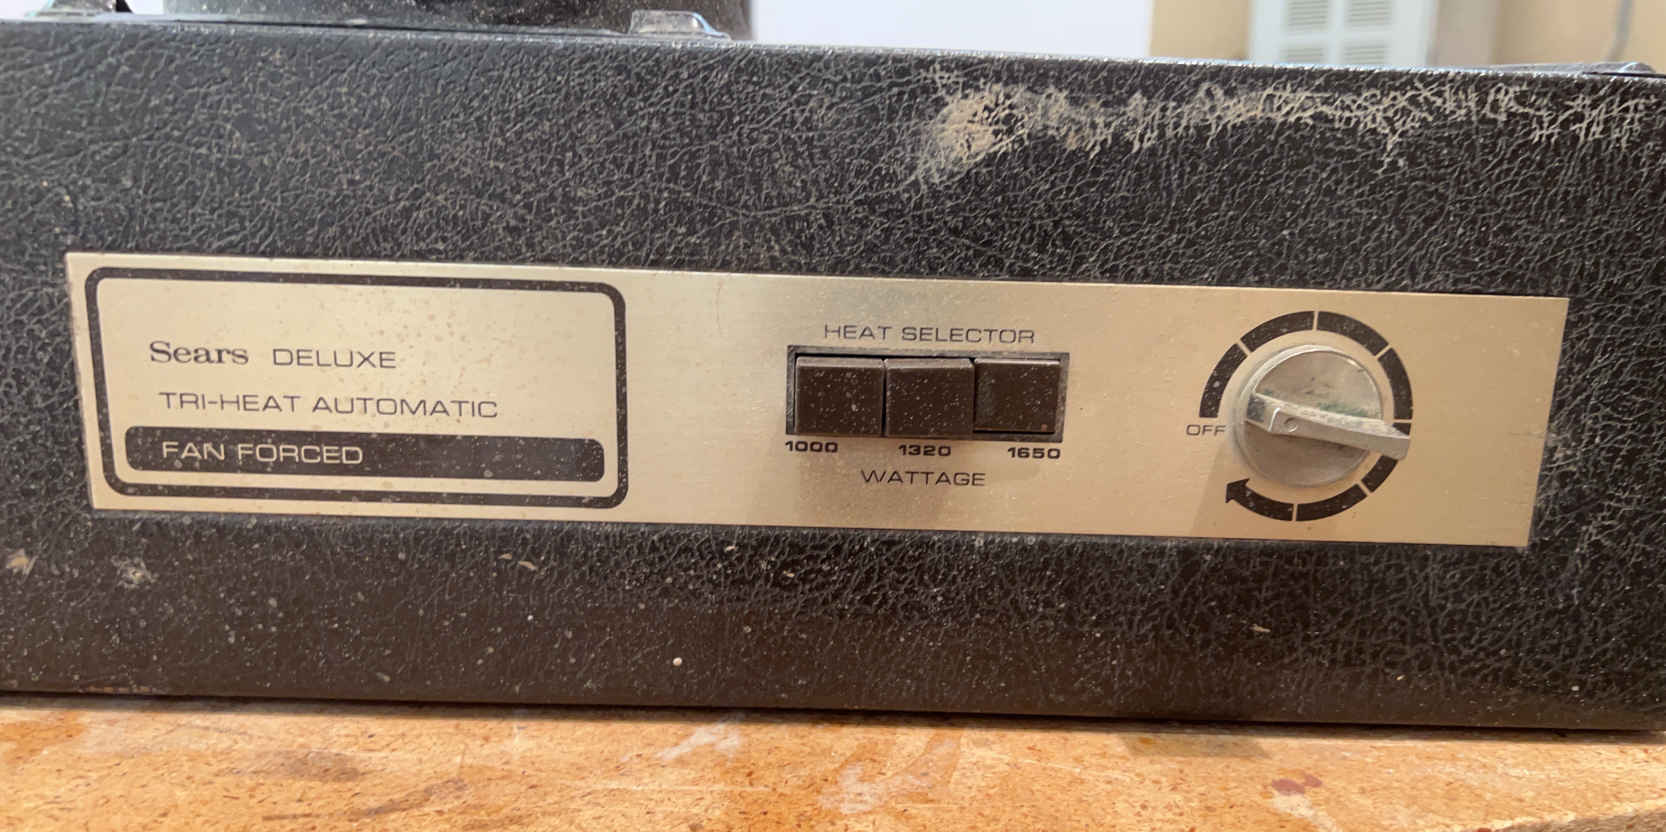 Sears DELUXE
TRI-HEAT AUTOMATIC
FAN FORCED
HEAT SELECTOR
1000 1320 1650
WATTAGE
OFF